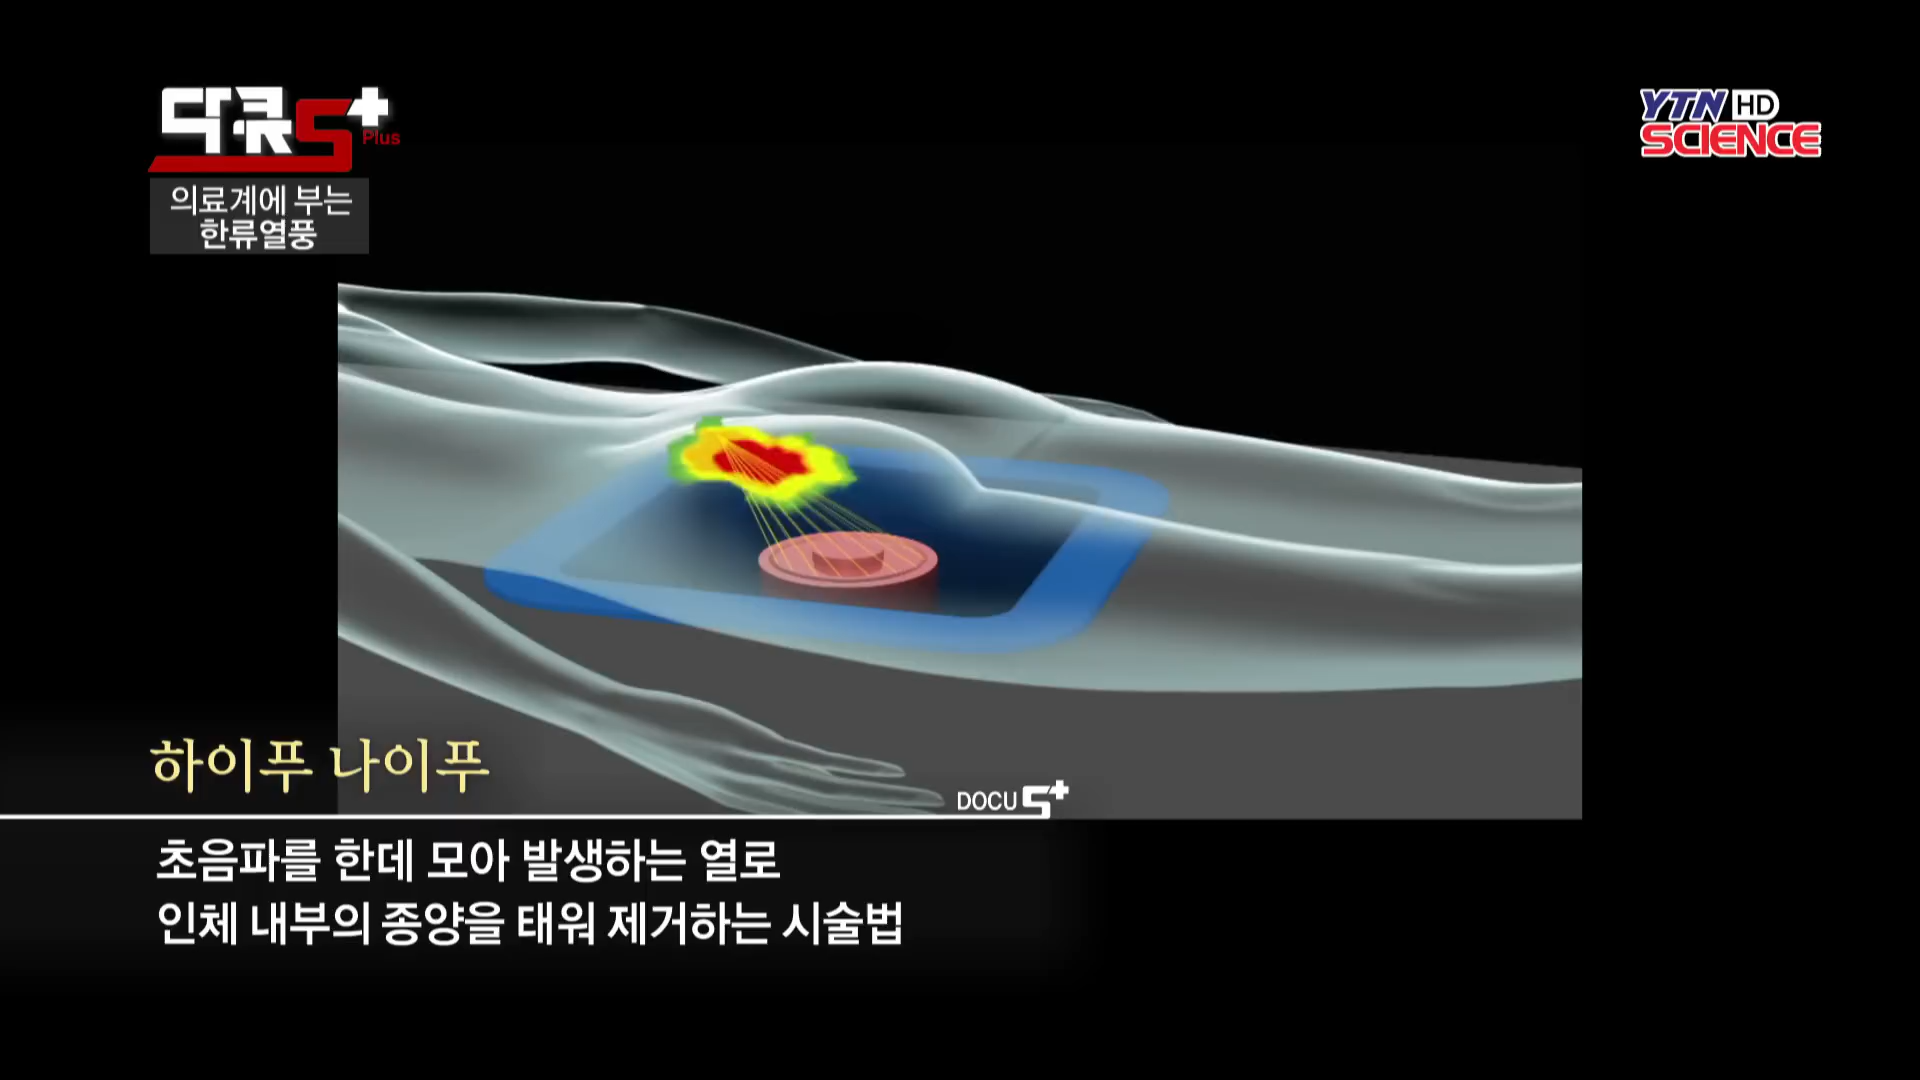 다큐S+
Plus
의료계에 부는
한류열풍
YTN HD
SCIENCE
하이푸 나이푸
DOCU S+
초음파를 한데 모아 발생하는 열로
인체 내부의 종양을 태워 제거하는 시술법